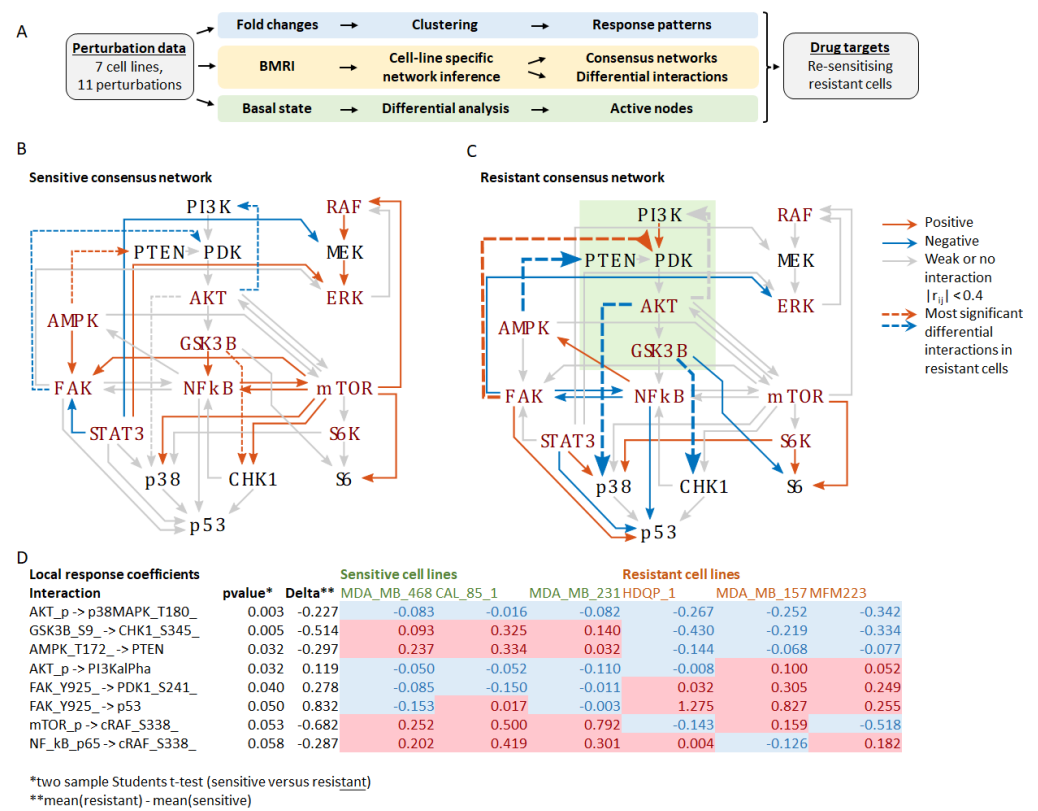 A
Perturbation data
7 cell lines,
11 perturbations
Fold changes
Clustering
Response patterns
BMRI
Cell-line specific
network inference
Consensus networks
Differential interactions
Basal state
Differential analysis
Active nodes
Drug targets
Re-sensitising
resistant cells
B
Sensitive consensus network
PI3K
RAF
PTEN
PDK
MEK
AKT
ERK
AMPK
GSK3B
FAK
NFkB
mTOR
STAT3
S6K
p38
CHK1
S6
p53
C
Resistant consensus network
PI3K
RAF
PTEN
PDK
MEK
AKT
ERK
AMPK
GSK3B
FAK
NFkB
mTOR
STAT3
S6K
p38
CHK1
S6
p53
Positive
Negative
Weak or no
interaction
|rij| < 0.4
Most significant
differential
interactions in
resistant cells
D
Local response coefficients Sensitive cell lines Resistant cell lines
Interaction pvalue* Delta** MDA_MB_468 CAL_85_1 MDA_MB_231 HDQP_1 MDA_MB_157 MFM223
AKT_p -> p38MAPK_T180_ 0.003 -0.227 -0.083 -0.016 -0.082 -0.267 -0.252 -0.342
GSK3B_S9_ -> CHK1_S345_ 0.005 -0.514 0.093 0.325 0.140 -0.430 -0.219 -0.334
AMPK_T172_ -> PTEN 0.032 -0.297 0.237 0.334 0.032 -0.144 -0.068 -0.077
AKT_p -> PI3KalPha 0.032 0.119 -0.050 -0.052 -0.110 -0.008 0.100 0.052
FAK_Y925_ -> PDK1_S241_ 0.040 0.278 -0.085 -0.150 -0.011 0.032 0.305 0.249
FAK_Y925_ -> p53 0.050 0.832 -0.153 0.017 -0.003 1.275 0.827 0.255
mTOR_p -> cRAF_S338_ 0.053 -0.682 0.252 0.500 0.792 -0.143 0.159 -0.518
NF_kB_p65 -> cRAF_S338_ 0.058 -0.287 0.202 0.419 0.301 0.004 -0.126 0.182
*two sample Students t-test (sensitive versus resistant)
**mean(resistant) - mean(sensitive)